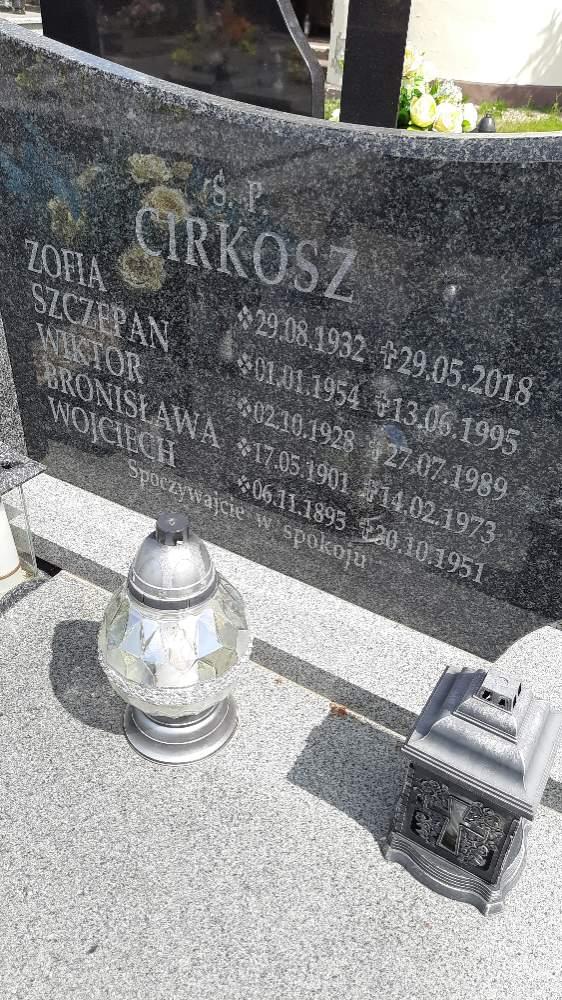 Ś. P.
CIRKOSZ
ZOFIA 29.08.1932 29.05.2018
SZCZEPAN 01.01.1954 13.06.1995
WIKTOR 02.10.1928 27.07.1989
BRONISŁAWA 17.05.1901 14.02.1973
WOJCIECH 06.11.1895 30.10.1951
Spoczywajcie w spokoju